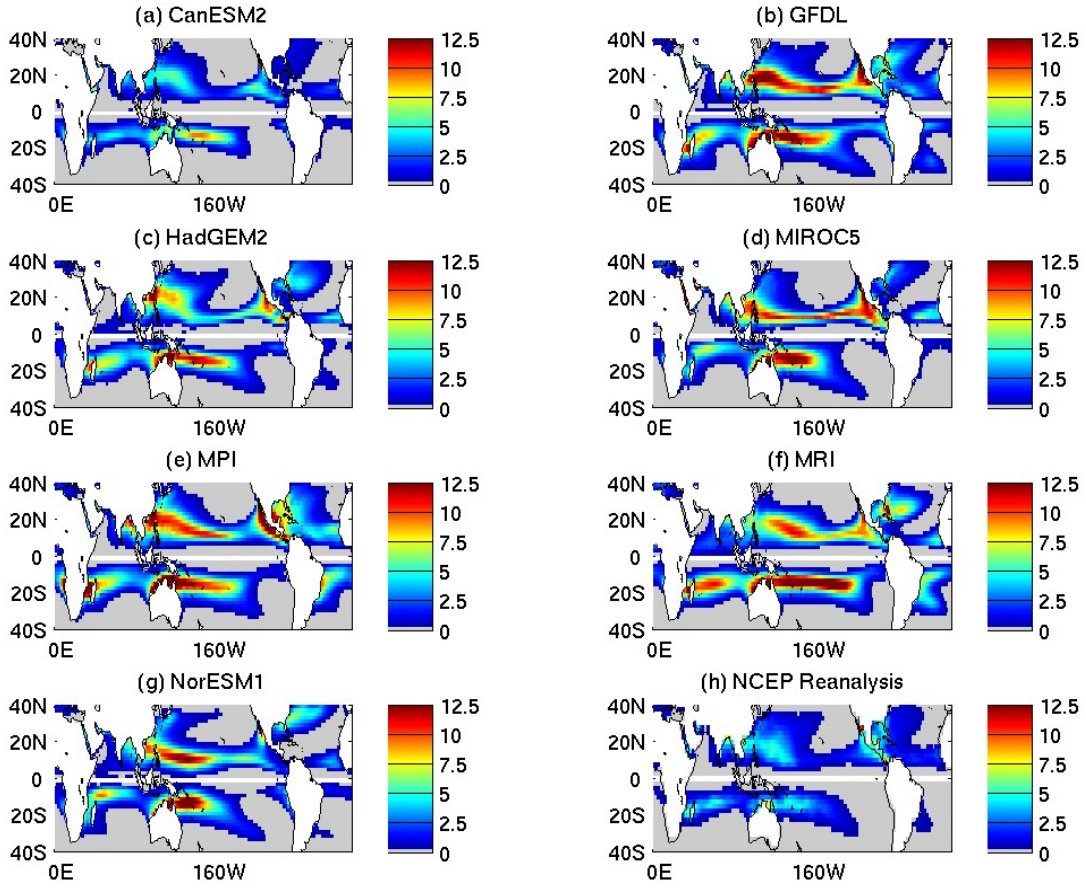 (a) CanESM2
40N
20N
0
20S
40S
0E 160W
12.5
10
7.5
5
2.5
0
(b) GFDL
40N
20N
0
20S
40S
0E 160W
12.5
10
7.5
5
2.5
0
(c) HadGEM2
40N
20N
0
20S
40S
0E 160W
12.5
10
7.5
5
2.5
0
(d) MIROC5
40N
20N
0
20S
40S
0E 160W
12.5
10
7.5
5
2.5
0
(e) MPI
40N
20N
0
20S
40S
0E 160W
12.5
10
7.5
5
2.5
0
(f) MRI
40N
20N
0
20S
40S
0E 160W
12.5
10
7.5
5
2.5
0
(g) NorESM1
40N
20N
0
20S
40S
0E 160W
12.5
10
7.5
5
2.5
0
(h) NCEP Reanalysis
40N
20N
0
20S
40S
0E 160W
12.5
10
7.5
5
2.5
0